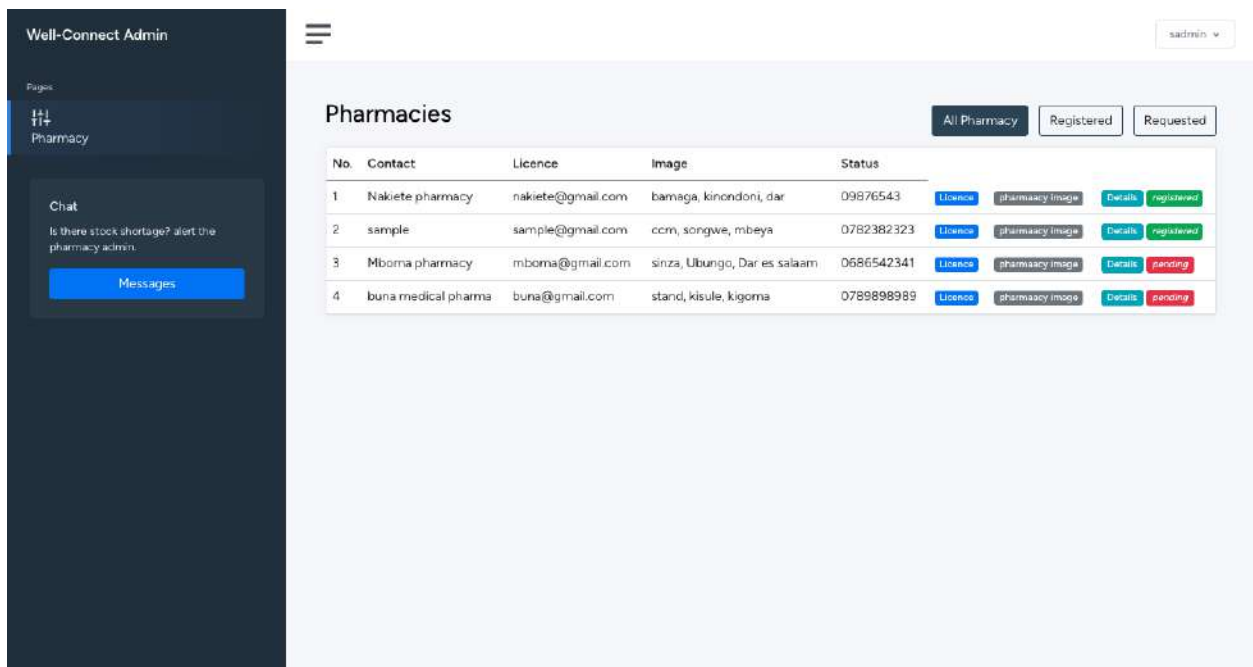 Well-Connect Admin
sadmin
Pages
Pharmacy
Chat
Is there stock shortage? alert the
pharmacy admin.
Messages
Pharmacies
All Pharmacy Registered Requested
No. Contact Licence Image Status
1 Nakiete pharmacy nakiete@gmail.com bamaga, kinondoni, dar 09876543 Licence pharmaacy image Details registered
2 sample sample@gmail.com ccm, songwe, mbeya 0782382323 Licence pharmaacy image Details registered
3 Mboma pharmacy mboma@gmail.com sinza, Ubungo, Dar es salaam 0686542341 Licence pharmaacy image Details pending
4 buna medical pharma buna@gmail.com stand, kisule, kigoma 0789898989 Licence pharmaacy image Details pending